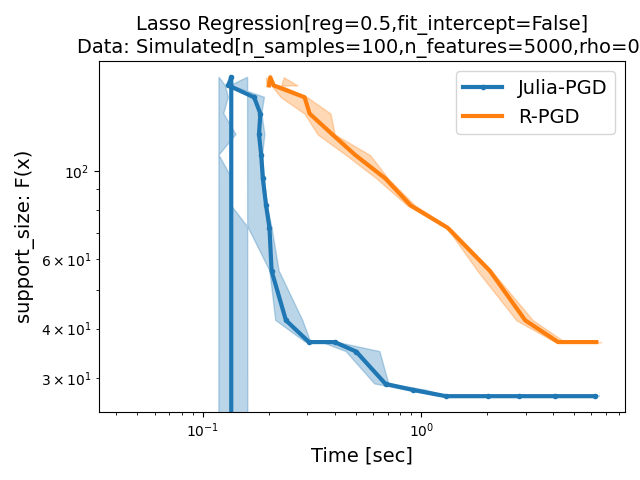 Lasso Regression[reg=0.5,fit_intercept=False]
Data: Simulated[n_samples=100,n_features=5000,rho=0
Julia-PGD
R-PGD
support_size: F(x)
10²
6 × 10¹
4 × 10¹
3 × 10¹
10⁻¹
10⁰
Time [sec]